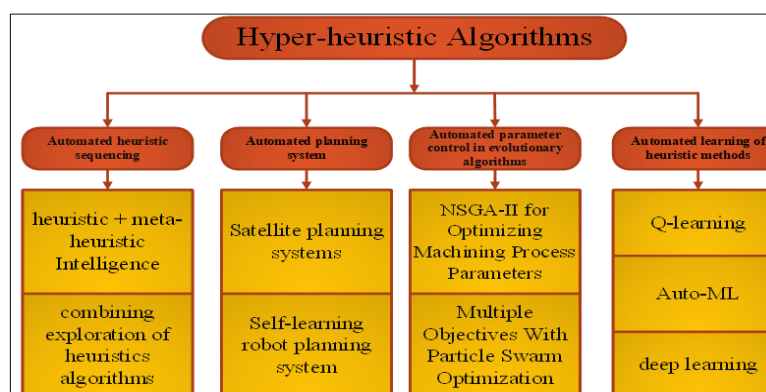 Hyper-heuristic Algorithms
Automated heuristic
sequencing
Automated planning
system
Automated parameter
control in evolutionary
algorithms
Automated learning of
heuristic methods
heuristic + meta-
heuristic
Intelligence
combining
exploration of
heuristics
algorithms
Satellite planning
systems
Self-learning
robot planning
system
NSGA-II for
Optimizing
Machining Process
Parameters
Multiple
Objectives With
Particle Swarm
Optimization
Q-learning
Auto-ML
deep learning